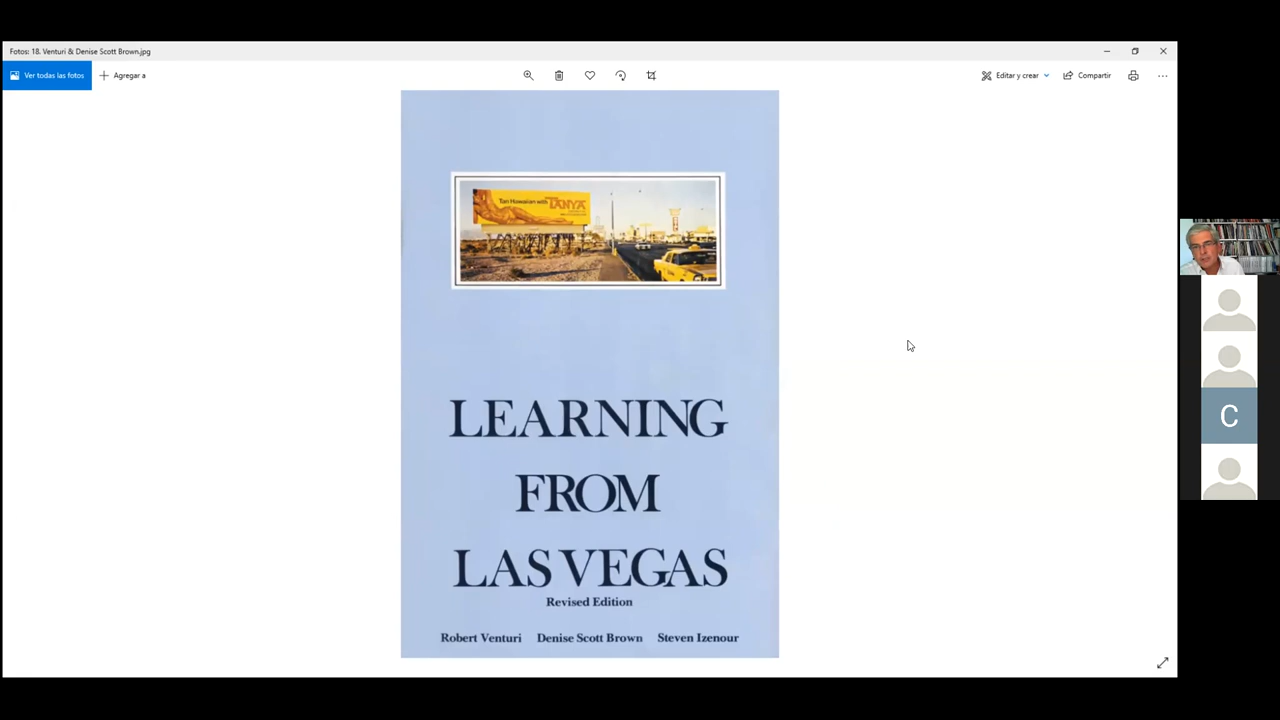 Fotos: 18. Venturi & Denise Scott Brown.jpg
Ver todas las fotos
Agregar a
Editar y crear
Compartir
Tan Hawaiian with
TANYA
LEARNING
FROM
LAS VEGAS
Revised Edition
Robert Venturi Denise Scott Brown Steven Izenour
C